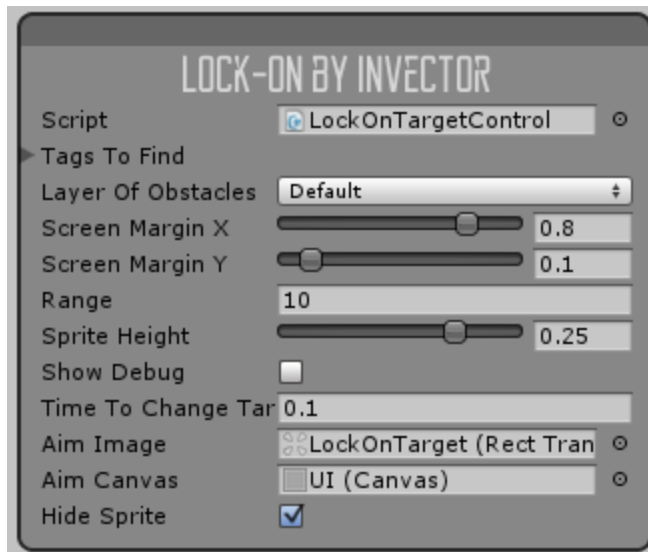 LOCK-ON BY INVECTOR
Script LockOnTargetControl
Tags To Find
Layer Of Obstacles Default
Screen Margin X 0.8
Screen Margin Y 0.1
Range 10
Sprite Height 0.25
Show Debug
Time To Change Tar 0.1
Aim Image LockOnTarget (Rect Tran
Aim Canvas UI (Canvas)
Hide Sprite